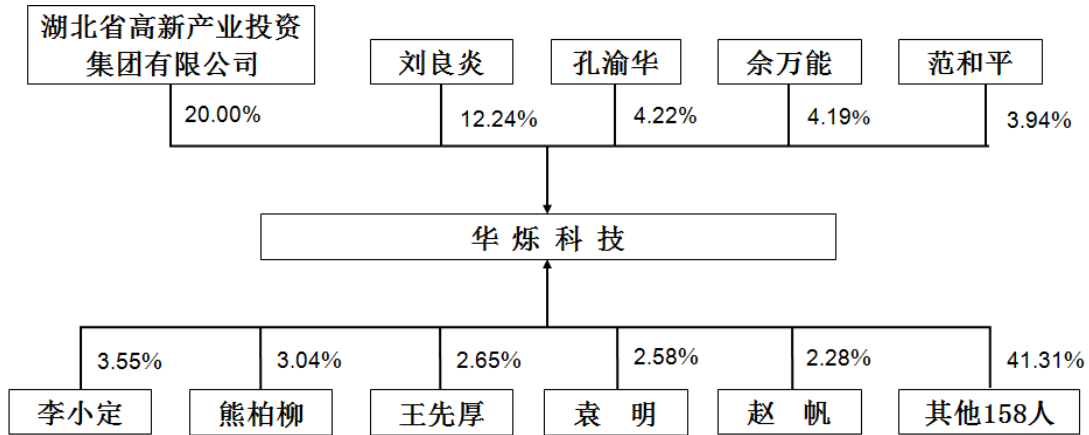 湖北省高新产业投资
集团有限公司
刘良炎
孔渝华
佘万能
范和平
20.00%
12.24%
4.22%
4.19%
3.94%
华烁科技
3.55%
3.04%
2.65%
2.58%
2.28%
41.31%
李小定
熊柏柳
王先厚
袁 明
赵 帆
其他158人